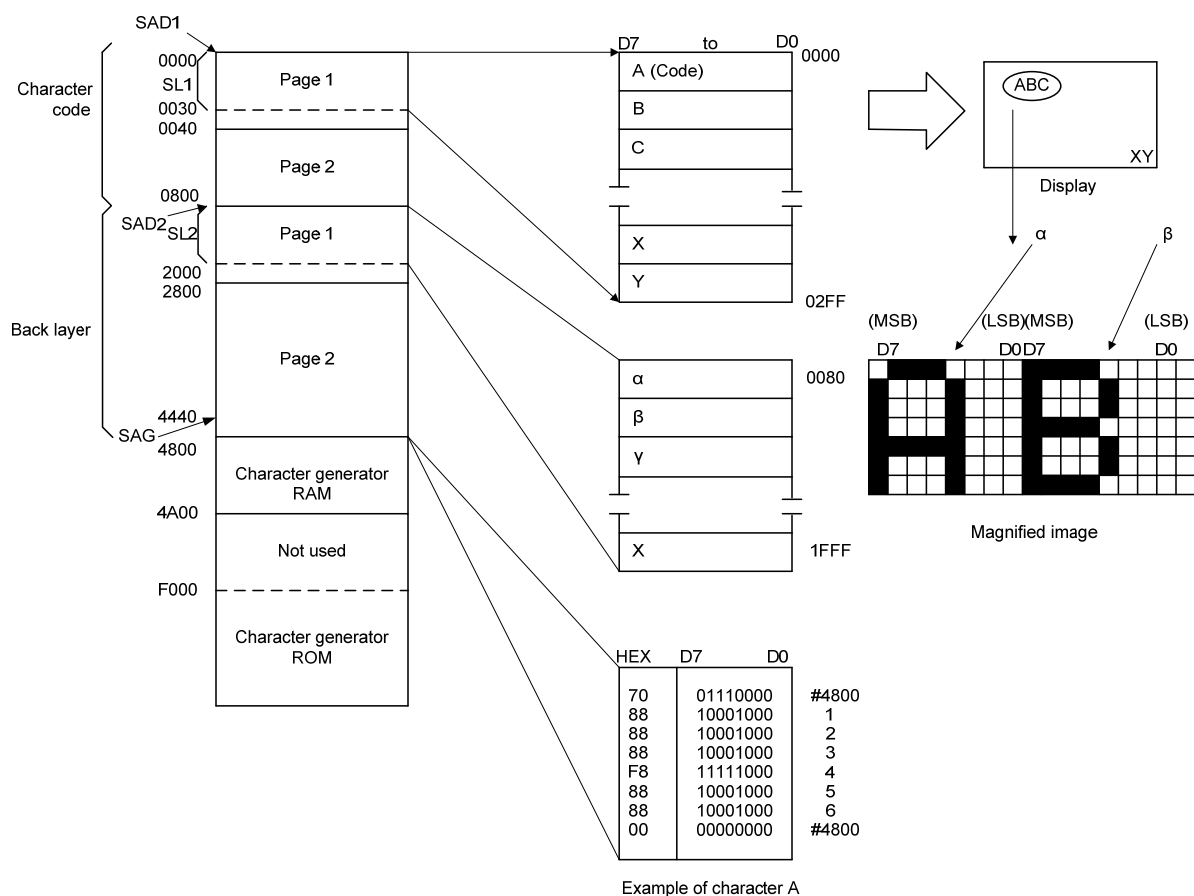 SAD1
Character
code
0000
SL1
0030
0040
0800
SAD2
SL2
2000
2800
Back layer
4440
SAG
4800
4A00
F000
Page 1
Page 2
Page 1
Page 2
Character generator
RAM
Not used
Character generator
ROM
D7 to D0
0000
A (Code)
B
C
X
Y
02FF
α
0080
β
γ
X
1FFF
HEX D7 D0
70 01110000 #4800
88 10001000 1
88 10001000 2
88 10001000 3
F8 11111000 4
88 10001000 5
88 10001000 6
00 00000000 #4800
Example of character A
ABC
XY
Display
α β
(MSB) (LSB)(MSB) (LSB)
D7 D0 D7 D0
Magnified image